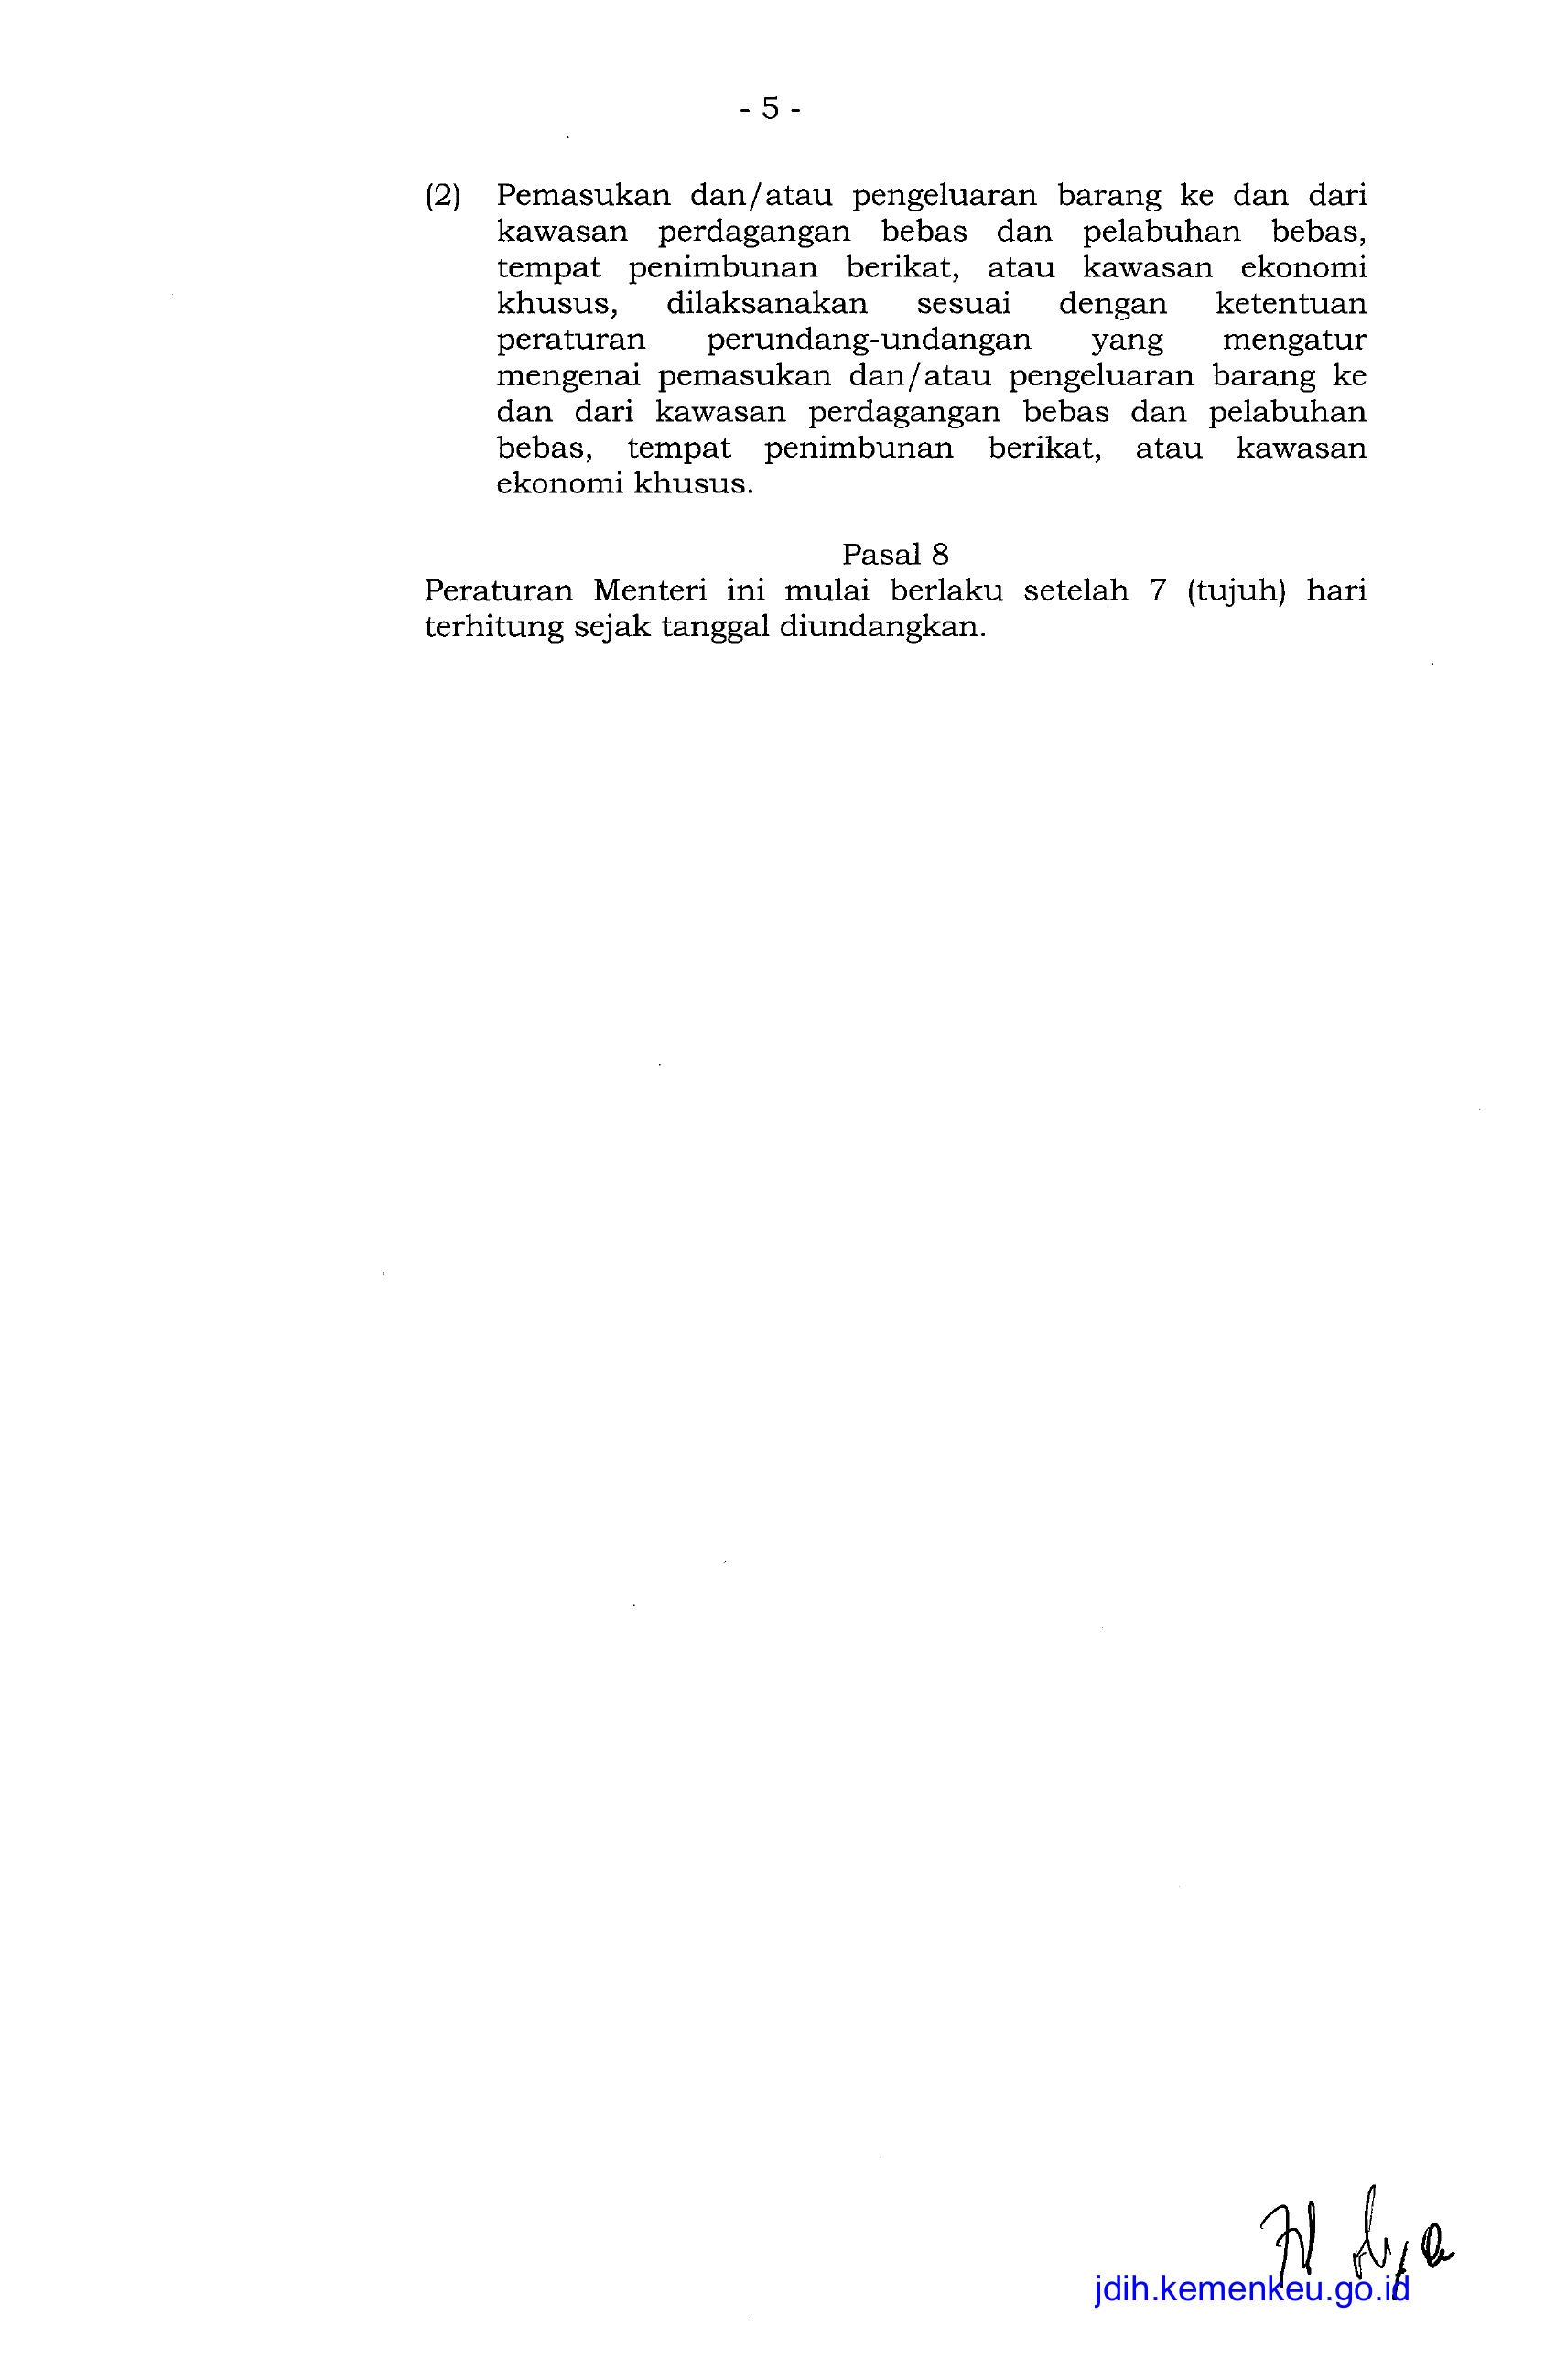 - 5 -
(2) Pemasukan dan/atau pengeluaran barang ke dan dari
kawasan perdagangan bebas dan pelabuhan bebas,
tempat penimbunan berikat, atau kawasan ekonomi
khusus, dilaksanakan sesuai dengan ketentuan
peraturan perundang-undangan yang mengatur
mengenai pemasukan dan/atau pengeluaran barang ke
dan dari kawasan perdagangan bebas dan pelabuhan
bebas, tempat penimbunan berikat, atau kawasan
ekonomi khusus.
Pasal 8
Peraturan Menteri ini mulai berlaku setelah 7 (tujuh) hari
terhitung sejak tanggal diundangkan.
jdih.kemenkeu.go.id